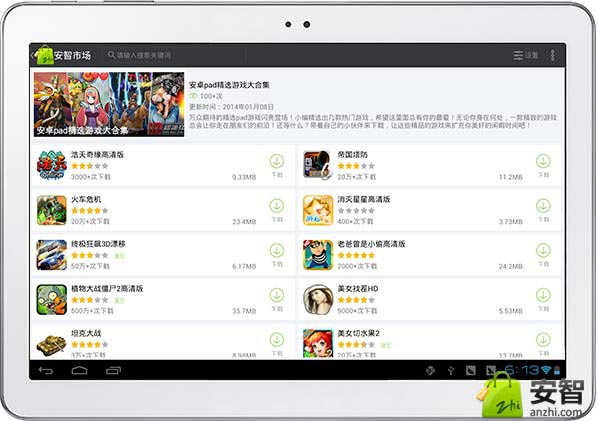 安智市场
请输入搜索关键词
设置
安卓pad精选游戏大合集
安卓pad精选游戏大合集
100+次
更新时间:2014年01月08日
万众期待的精选pad游戏闪亮登场!小编精选出几款热门游戏,希望这里面总有你的最爱!无论你身在何处,一款精致的游
戏总会让你走在朋友们的前沿!还等什么?带着自己的小伙伴来下载,让这些精品的游戏来扩充你美好的闲暇时间吧!
浩天奇缘高清版
3000+次下载
9.33MB
下载
帝国塔防
20万+次下载
11.2MB
下载
火车危机
20万+次下载
23.4MB
下载
消灭星星高清版
400+次下载
3.73MB
下载
终极狂飙3D漂移
50万+次下载
6.17MB
下载
老爸曾是小偷高清版
2000+次下载
24.2MB
下载
植物大战僵尸2高清版
500万+次下载
35.7MB
下载
美女找茬HD
9000+次下载
5.53MB
下载
坦克大战
3万+次下载
8.98MB
下载
美女切水果2
20万+次下载
13.7MB
下载
6:13
安智
anzhi.com
zhi